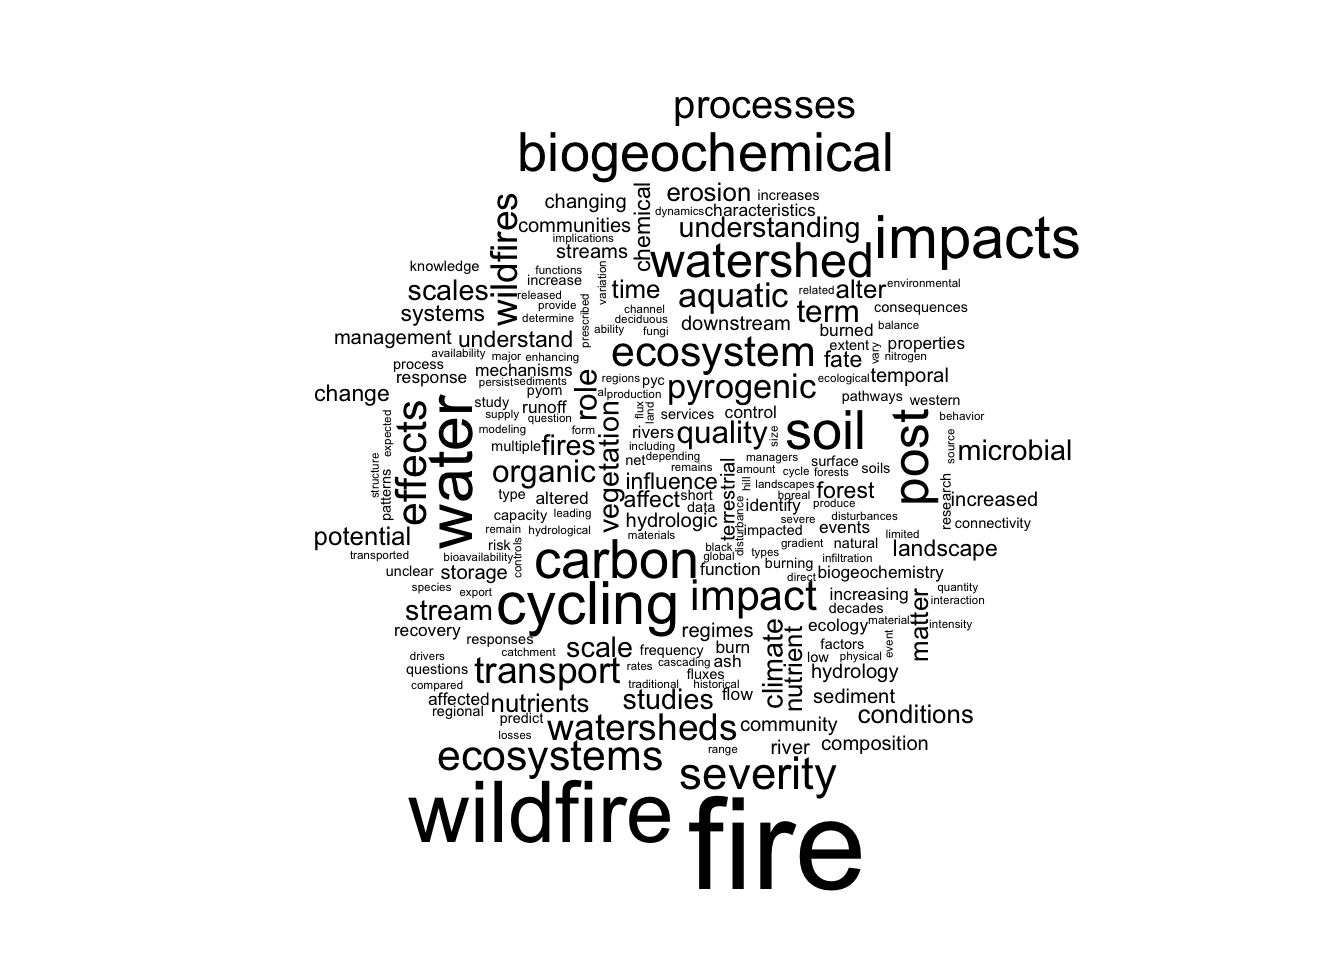 processes
biogeochemical
changing
chemical
erosion
increases
wildfires
communities
dynamics
characteristics
implications
streams
understanding
impacts
knowledge
functions
increase
variation
watershed
scales
released
provide
time
aquatic
related
alter
environmental
systems
determine
prescribed
channel
deciduous
ability
fungi
downstream
term
consequences
burned
balance
management
understand
availability
major
enhancing
ecosystem
extent
fate
vary
properties
nitrogen
process
response
mechanisms
persist
sediments
pyom
role
regions
pyc
al
production
pyrogenic
ecological
temporal
change
study
supply
runoff
question
flux
land
services
control
pathways
western
expected
effects
water
modeling
form
vegetation
rivers
quality
size
soil
post
behavior
source
microbial
multiple
fires
including
net
depending
remains
managers
amount
cycle
surface
forests
soils
structure
patterns
organic
influence
terrestrial
hill
landscapes
boreal
forest
research
increased
type
altered
affect
short
data
disturbance
identify
produce
capacity
leading
hydrologic
severe
disturbances
connectivity
potential
remain
hydrological
materials
impacted
events
limited
transported
risk
controls
black
global
types
gradient
natural
landscape
bioavailability
carbon
burning
infiltration
unclear
storage
function
direct
biogeochemistry
species
export
cycling
impact
increasing
quantity
stream
decades
matter
interaction
recovery
responses
regimes
climate
nutrient
ecology
material
event
intensity
catchment
scale
frequency
burn
factors
drivers
questions
transport
rates
cascading
ash
low
physical
hydrology
compared
fluxes
traditional
historical
affected
nutrients
studies
flow
sediment
regional
predict
watersheds
community
conditions
losses
ecosystems
range
river
composition
severity
wildfire
fire